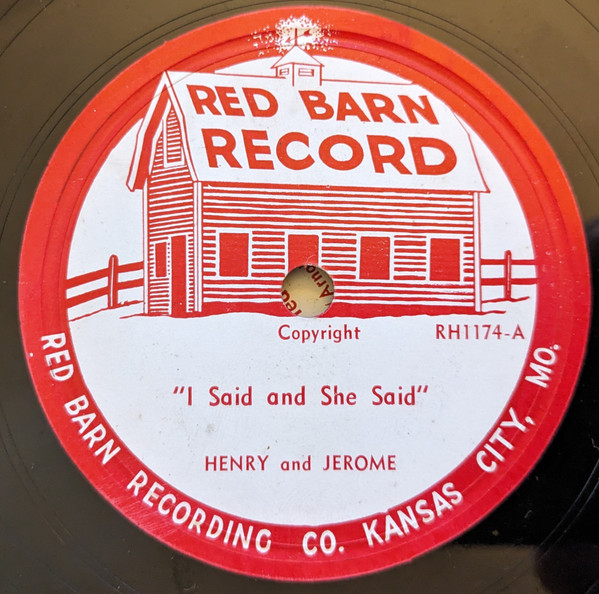 RED BARN
RECORD
Copyright
RH1174-A
"I Said and She Said"
HENRY and JEROME
RED BARN RECORDING CO. KANSAS CITY, MO.